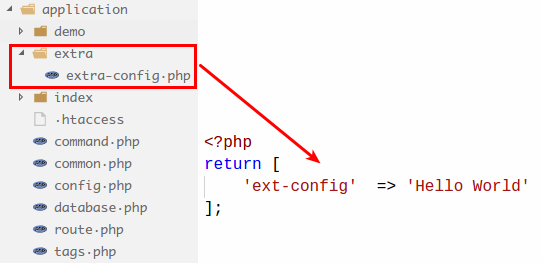 application
demo
extra
extra-config.php
index
.htaccess
command.php
common.php
config.php
database.php
route.php
tags.php
<?php
return [
    'ext-config'  => 'Hello World'
];